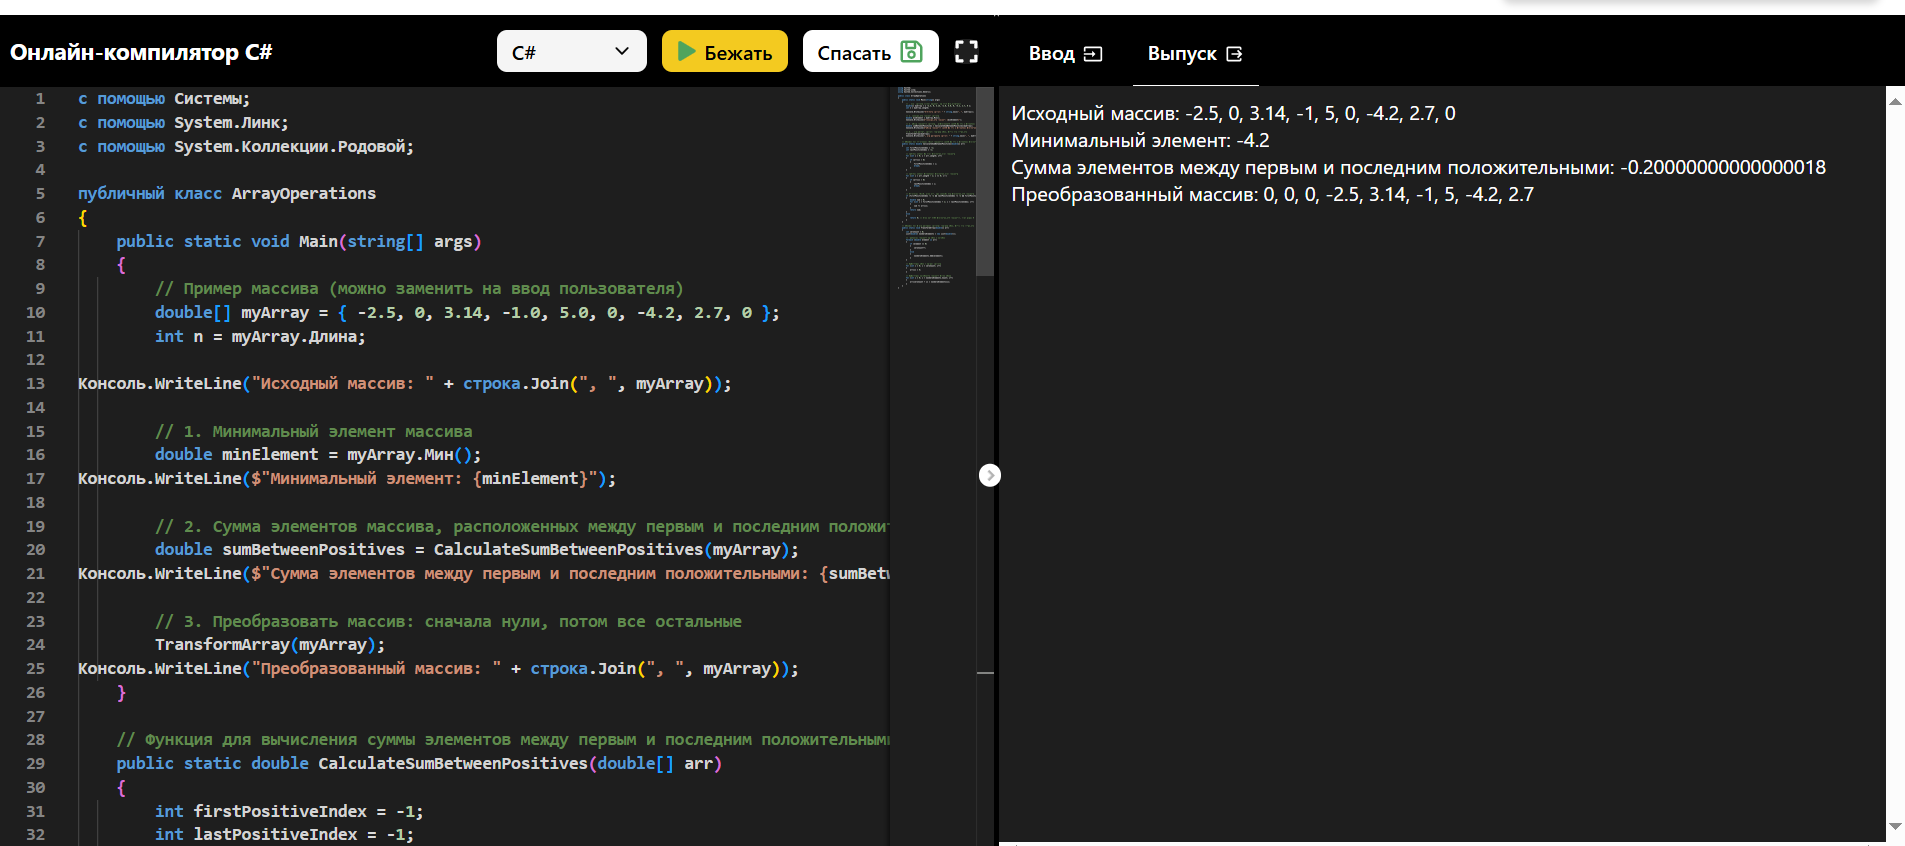 Онлайн-компилятор C# C# Бежать Спасать Ввод Выпуск
1 с помощью Системы;
2 с помощью System.Линк;
3 с помощью System.Коллекции.Родовой;
4
5 публичный класс ArrayOperations
6 {
7 public static void Main(string[] args)
8 {
9 // Пример массива (можно заменить на ввод пользователя)
10 double[] myArray = { -2.5, 0, 3.14, -1.0, 5.0, 0, -4.2, 2.7, 0 };
11 int n = myArray.Длина;
12
13 Консоль.WriteLine("Исходный массив: " + строка.Join(", ", myArray));
14
15 // 1. Минимальный элемент массива
16 double minElement = myArray.Мин();
17 Консоль.WriteLine($"Минимальный элемент: {minElement}");
18
19 // 2. Сумма элементов массива, расположенных между первым и последним положит
20 double sumBetweenPositives = CalculateSumBetweenPositives(myArray);
21 Консоль.WriteLine($"Сумма элементов между первым и последним положительными: {sumBetw
22
23 // 3. Преобразовать массив: сначала нули, потом все остальные
24 TransformArray(myArray);
25 Консоль.WriteLine("Преобразованный массив: " + строка.Join(", ", myArray));
26 }
27
28 // Функция для вычисления суммы элементов между первым и последним положительными
29 public static double CalculateSumBetweenPositives(double[] arr)
30 {
31 int firstPositiveIndex = -1;
32 int lastPositiveIndex = -1;
Исходный массив: -2.5, 0, 3.14, -1, 5, 0, -4.2, 2.7, 0
Минимальный элемент: -4.2
Сумма элементов между первым и последним положительными: -0.20000000000000018
Преобразованный массив: 0, 0, 0, -2.5, 3.14, -1, 5, -4.2, 2.7